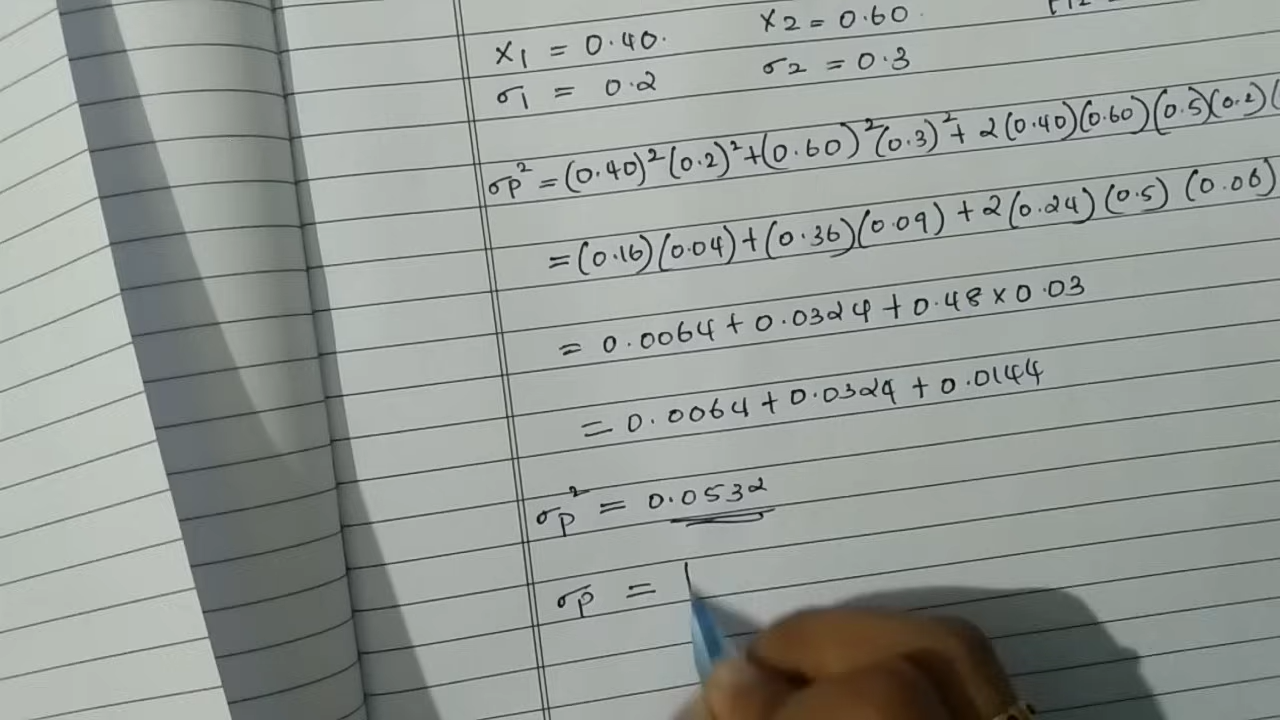 x1 = 0.40. x2 = 0.60
σ1 = 0.2 σ2 = 0.3
σp² = (0.40)²(0.2)² + (0.60)²(0.3)² + 2(0.40)(0.60)(0.5)(0.2)(
= (0.16)(0.04) + (0.36)(0.09) + 2(0.24)(0.5)(0.06)
= 0.0064 + 0.0324 + 0.48 × 0.03
= 0.0064 + 0.0324 + 0.0144
σp² = 0.0532
σp =